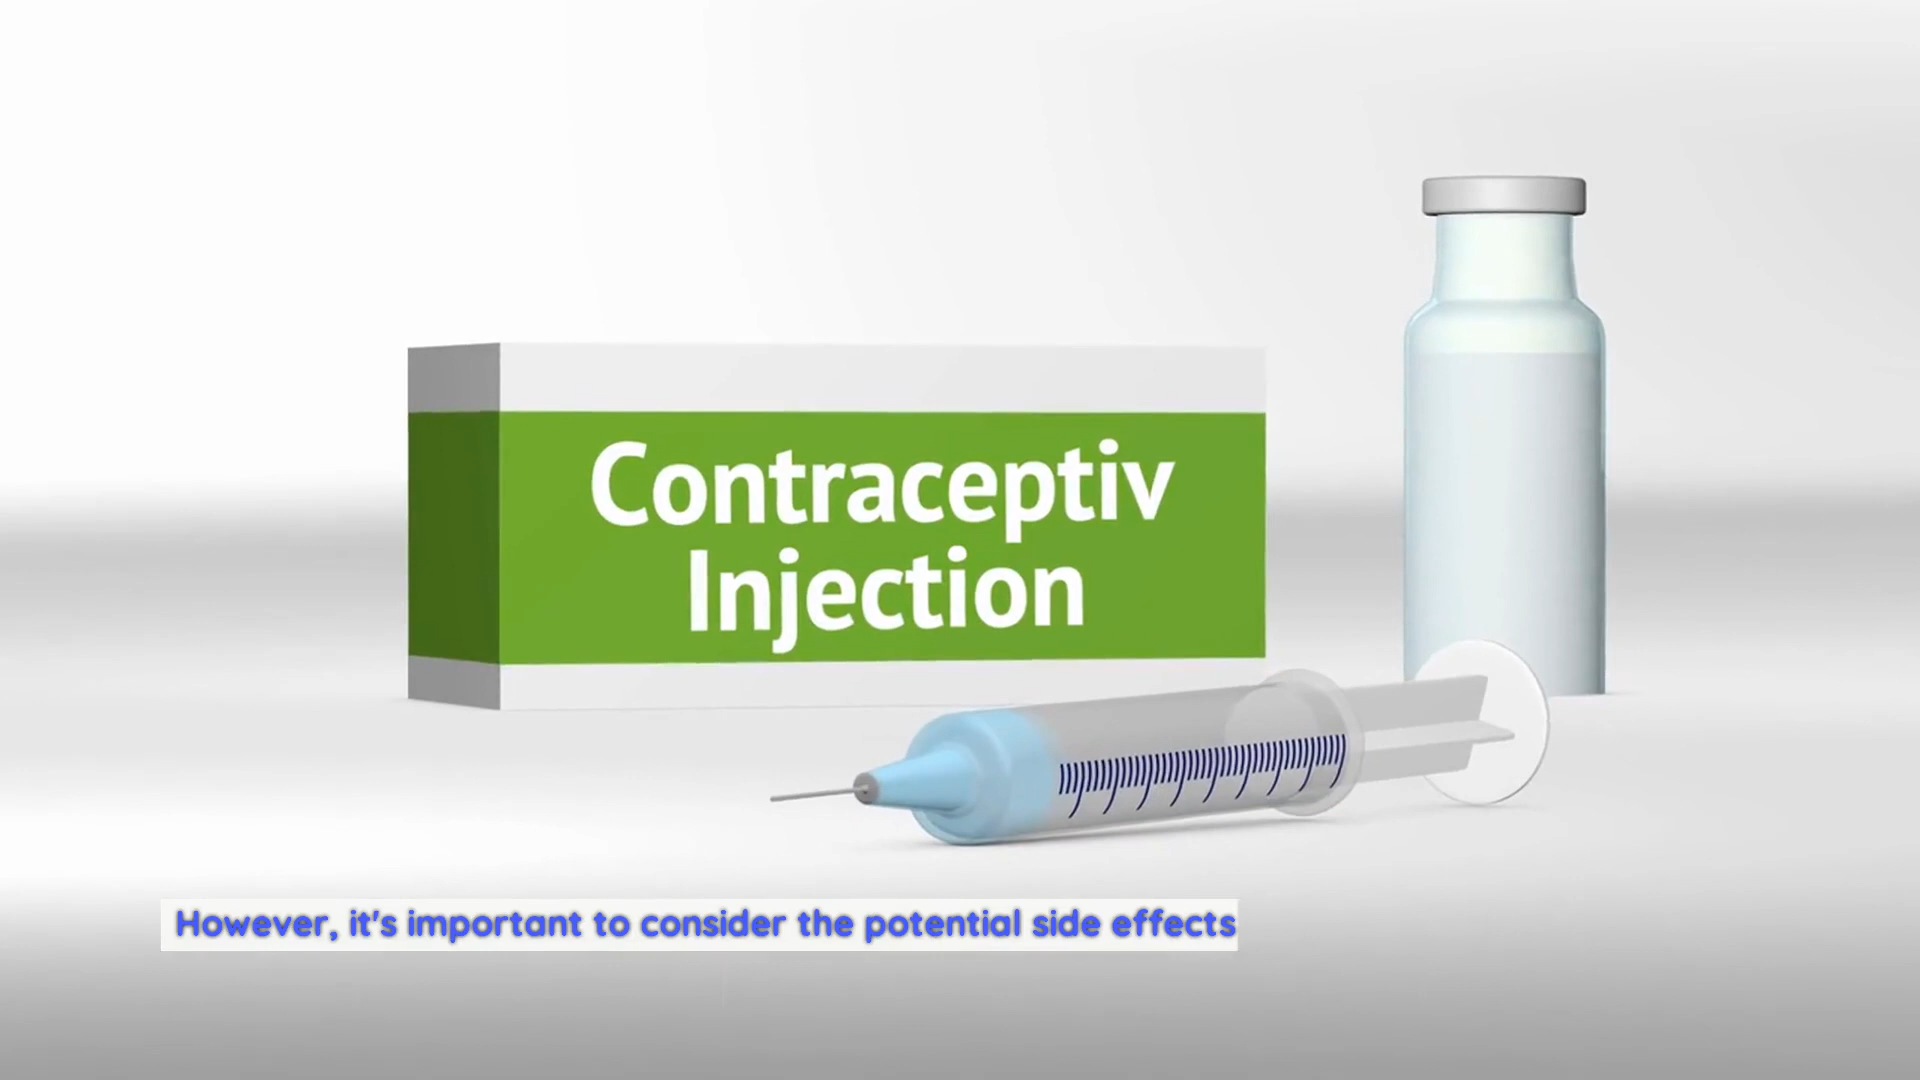 Contraceptiv
Injection
However, it's important to consider the potential side effects